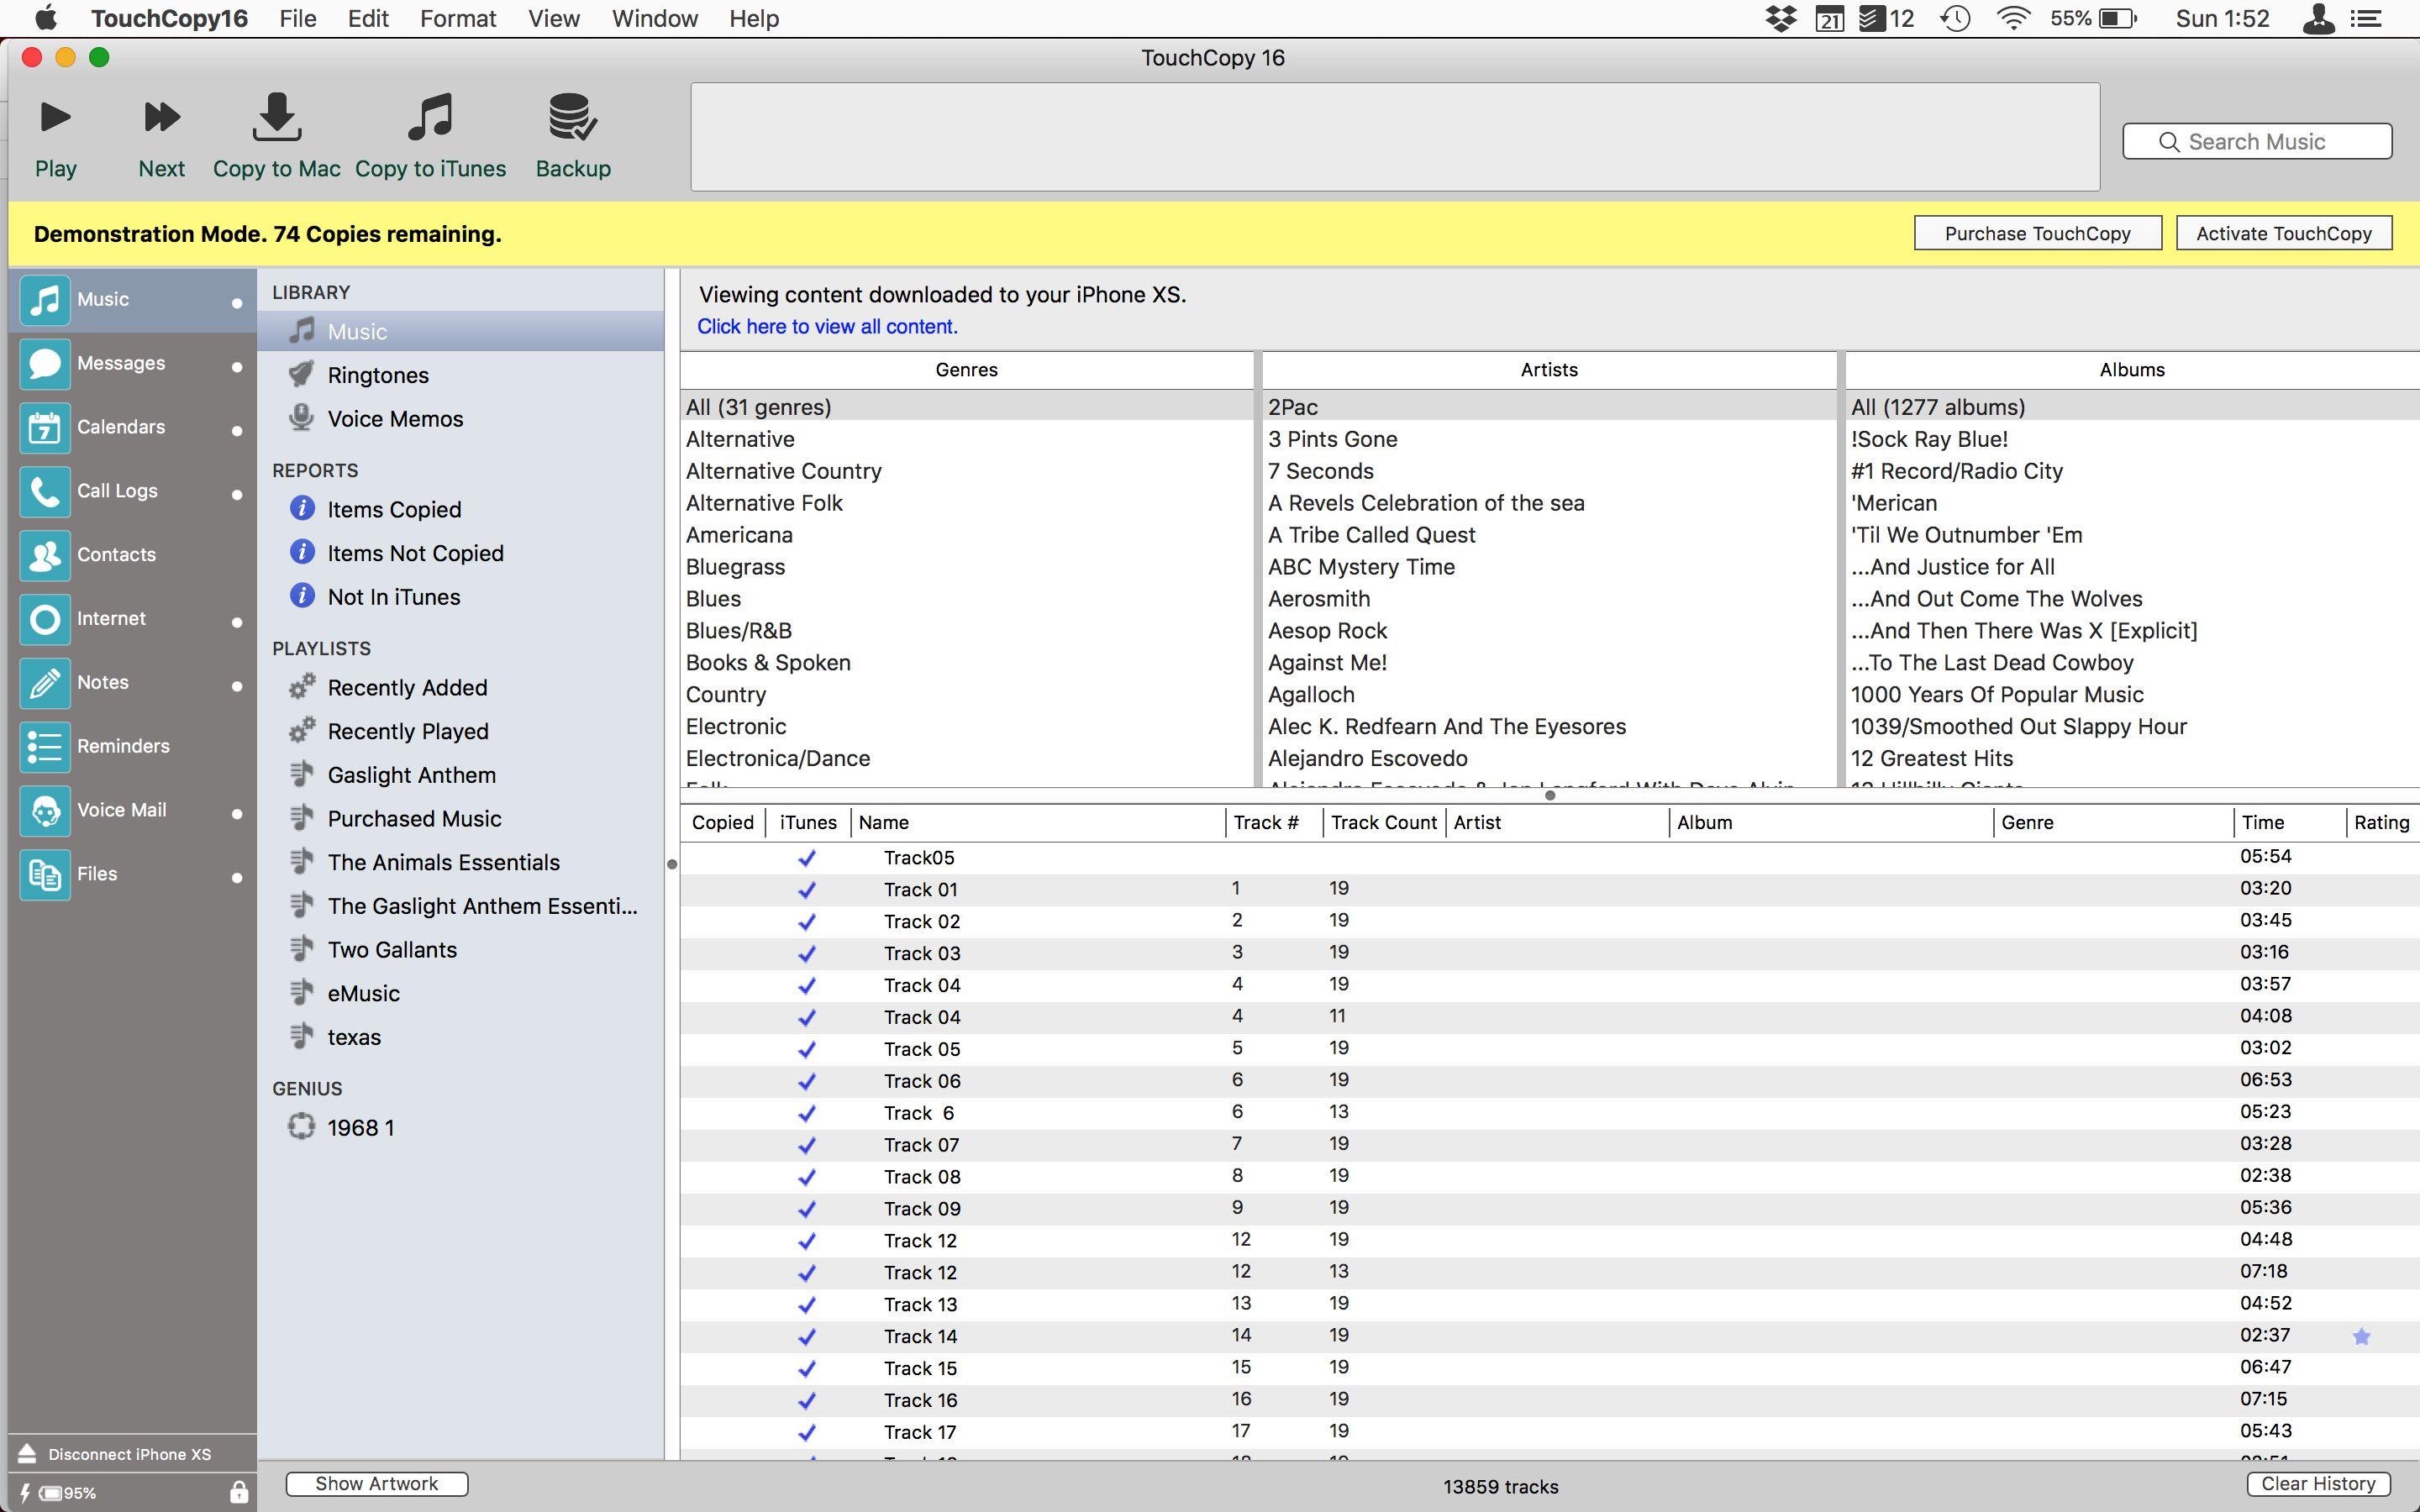 TouchCopy16 File Edit Format View Window Help 21 12 55% Sun 1:52
TouchCopy 16
Play Next Copy to Mac Copy to iTunes Backup
Search Music
Demonstration Mode. 74 Copies remaining.
Purchase TouchCopy Activate TouchCopy
Music
Messages
7 Calendars
Call Logs
Contacts
Internet
Notes
Reminders
Voice Mail
Files
Disconnect iPhone XS
95%
LIBRARY
Music
Ringtones
Voice Memos
REPORTS
Items Copied
Items Not Copied
Not In iTunes
PLAYLISTS
Recently Added
Recently Played
Gaslight Anthem
Purchased Music
The Animals Essentials
The Gaslight Anthem Essenti...
Two Gallants
eMusic
texas
GENIUS
1968 1
Show Artwork
Viewing content downloaded to your iPhone XS.
Click here to view all content.
Genres
All (31 genres)
Alternative
Alternative Country
Alternative Folk
Americana
Bluegrass
Blues
Blues/R&B
Books & Spoken
Country
Electronic
Electronica/Dance
Artists
2Pac
3 Pints Gone
7 Seconds
A Revels Celebration of the sea
A Tribe Called Quest
ABC Mystery Time
Aerosmith
Aesop Rock
Against Me!
Agalloch
Alec K. Redfearn And The Eyesores
Alejandro Escovedo
Albums
All (1277 albums)
!Sock Ray Blue!
#1 Record/Radio City
'Merican
'Til We Outnumber 'Em
...And Justice for All
...And Out Come The Wolves
...And Then There Was X [Explicit]
...To The Last Dead Cowboy
1000 Years Of Popular Music
1039/Smoothed Out Slappy Hour
12 Greatest Hits
Copied iTunes Name Track # Track Count Artist Album Genre Time Rating
Track05 05:54
Track 01 1 19 03:20
Track 02 2 19 03:45
Track 03 3 19 03:16
Track 04 4 19 03:57
Track 04 4 11 04:08
Track 05 5 19 03:02
Track 06 6 19 06:53
Track  6 6 13 05:23
Track 07 7 19 03:28
Track 08 8 19 02:38
Track 09 9 19 05:36
Track 12 12 19 04:48
Track 12 12 13 07:18
Track 13 13 19 04:52
Track 14 14 19 02:37
Track 15 15 19 06:47
Track 16 16 19 07:15
Track 17 17 19 05:43
13859 tracks
Clear History